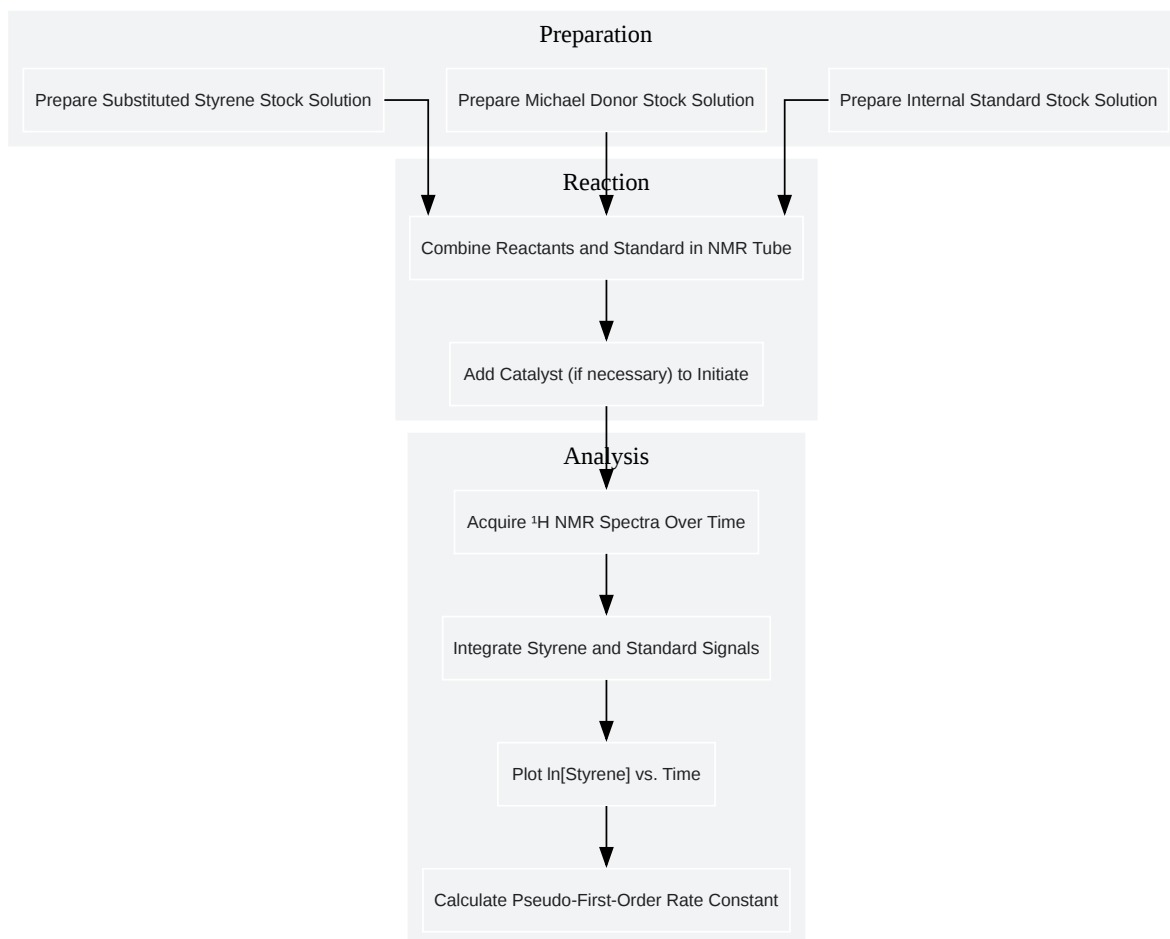 Preparation
Prepare Substituted Styrene Stock Solution
Prepare Michael Donor Stock Solution
Prepare Internal Standard Stock Solution
Reaction
Combine Reactants and Standard in NMR Tube
Add Catalyst (if necessary) to Initiate
Analysis
Acquire ¹H NMR Spectra Over Time
Integrate Styrene and Standard Signals
Plot ln[Styrene] vs. Time
Calculate Pseudo-First-Order Rate Constant